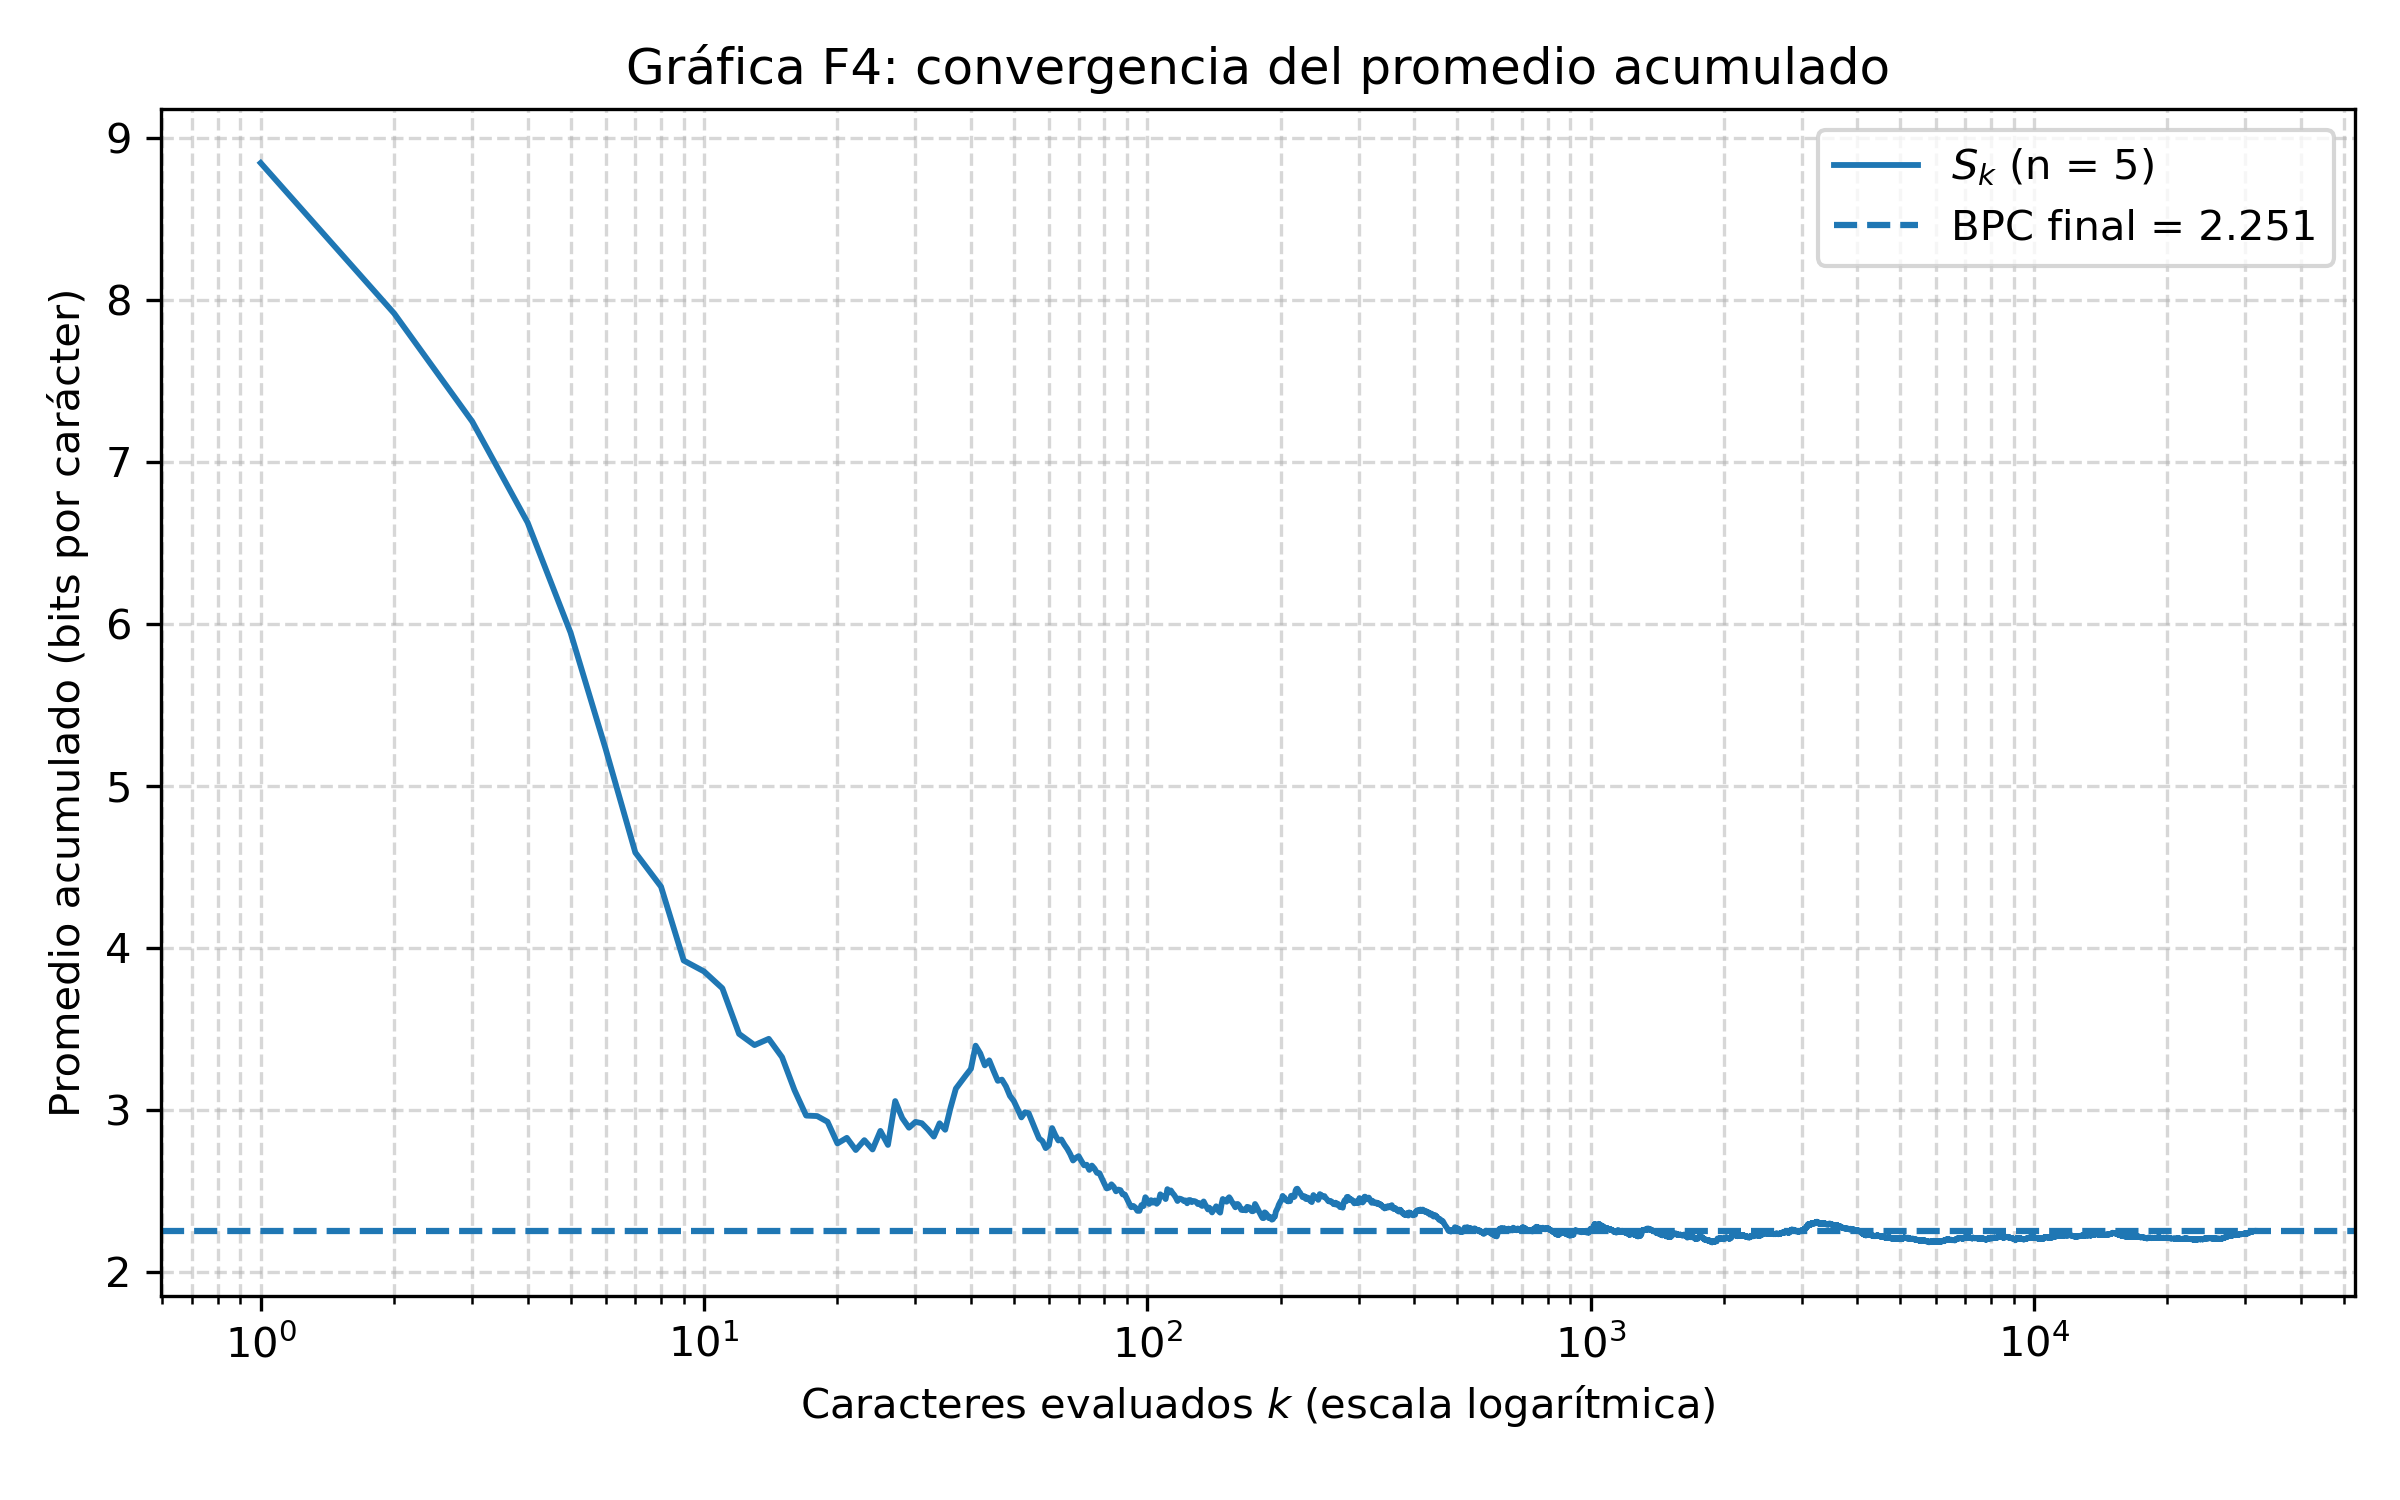 Gráfica F4: convergencia del promedio acumulado
Promedio acumulado (bits por carácter)
9
8
7
6
5
4
3
2
S_k (n = 5)
BPC final = 2.251
10^0 10^1 10^2 10^3 10^4
Caracteres evaluados k (escala logarítmica)